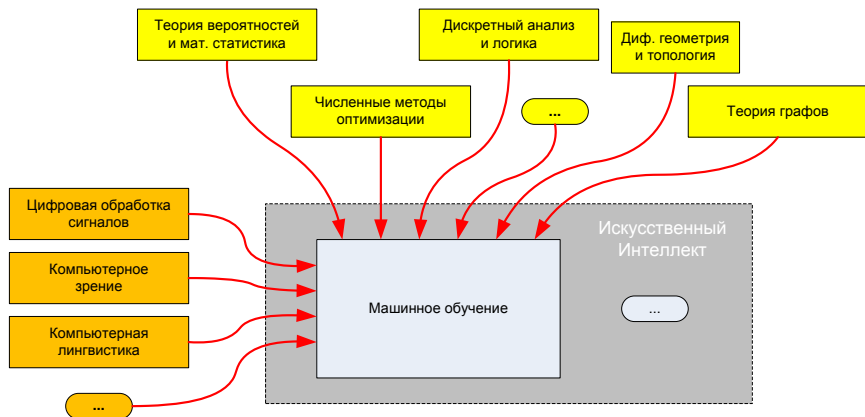 Теория вероятностей
и мат. статистика
Дискретный анализ
и логика
Диф. геометрия
и топология
Численные методы
оптимизации
...
Теория графов
Цифровая обработка
сигналов
Компьютерное
зрение
Компьютерная
лингвистика
...
Искусственный
Интеллект
Машинное обучение
...